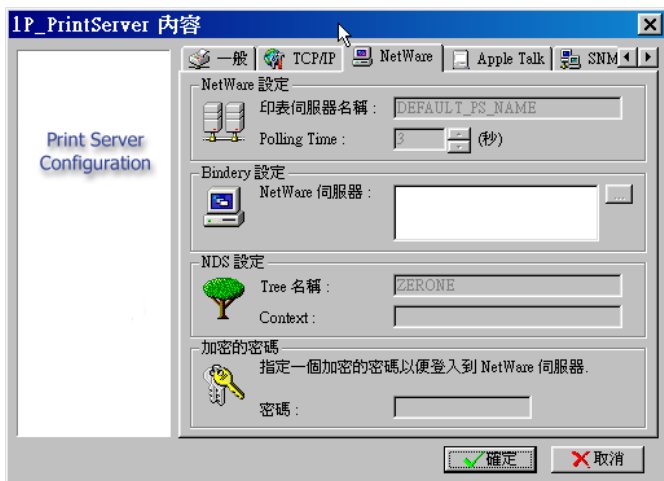 1P_PrintServer 內容
一般 TCP/IP NetWare Apple Talk SNM
Print Server
Configuration
NetWare 設定
印表伺服器名稱： DEFAULT_PS_NAME
Polling Time： 3 (秒)
Bindery 設定
NetWare 伺服器： ...
NDS 設定
Tree 名稱： ZERONE
Context：
加密的密碼
指定一個加密的密碼以便登入到 NetWare 伺服器.
密碼：
確定 取消